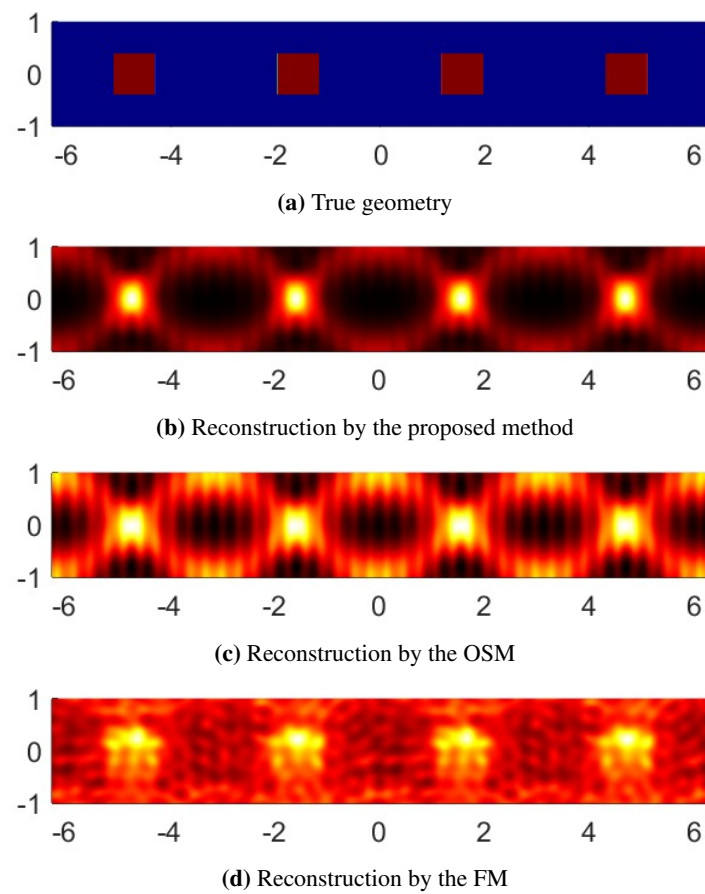 1
0
-1
-6 -4 -2 0 2 4 6
(a) True geometry
1
0
-1
-6 -4 -2 0 2 4 6
(b) Reconstruction by the proposed method
1
0
-1
-6 -4 -2 0 2 4 6
(c) Reconstruction by the OSM
1
0
-1
-6 -4 -2 0 2 4 6
(d) Reconstruction by the FM